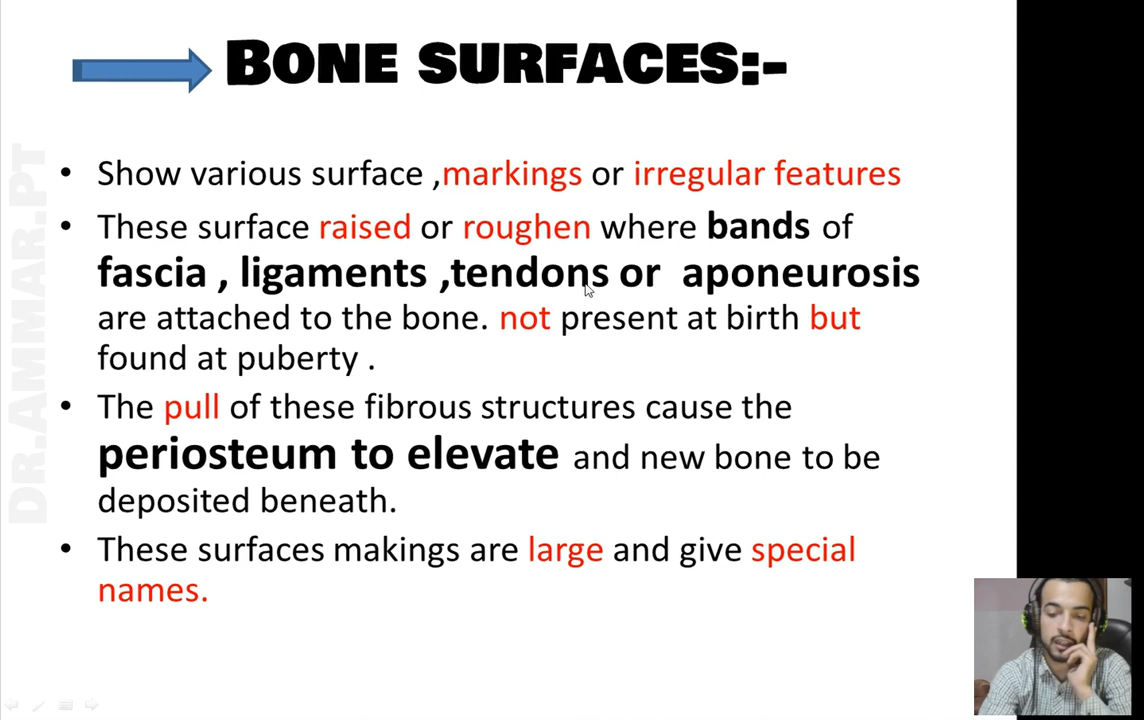 BONE SURFACES:-
Show various surface ,markings or irregular features
These surface raised or roughen where bands of
fascia , ligaments ,tendons or aponeurosis
are attached to the bone. not present at birth but
found at puberty .
The pull of these fibrous structures cause the
periosteum to elevate and new bone to be
deposited beneath.
These surfaces makings are large and give special
names.
DR.AMMAR.PT